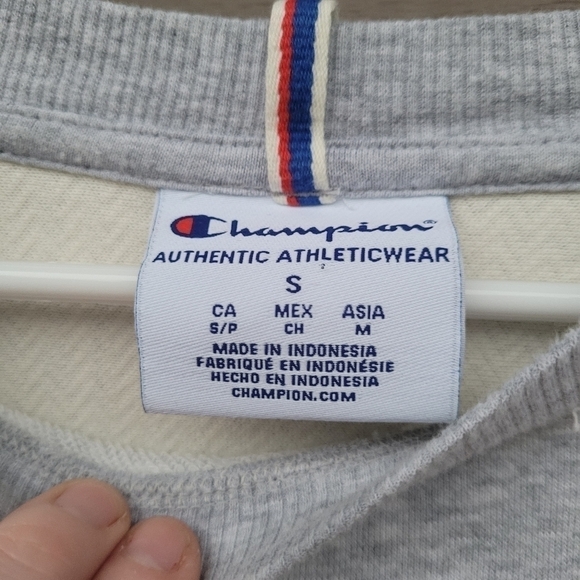 Champion®
AUTHENTIC ATHLETICWEAR
S
CA MEX ASIA
S/P CH M
MADE IN INDONESIA
FABRIQUÉ EN INDONÉSIE
HECHO EN INDONESIA
CHAMPION.COM